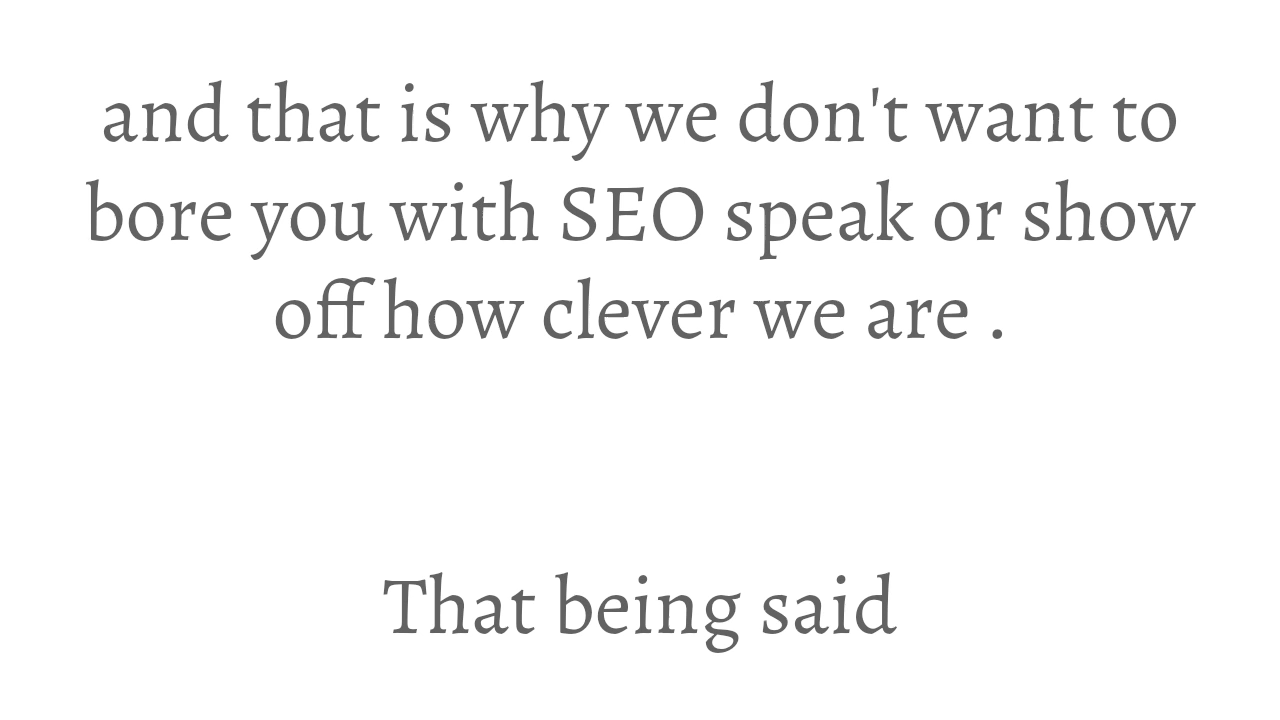 and that is why we don't want to
bore you with SEO speak or show
off how clever we are .
That being said